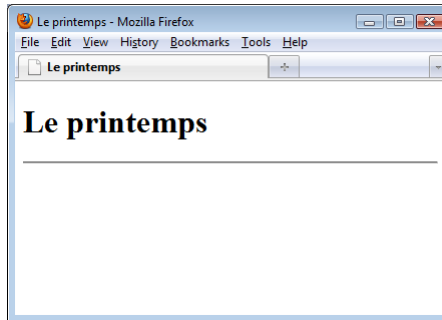 Le printemps - Mozilla Firefox
File Edit View History Bookmarks Tools Help
Le printemps
Le printemps